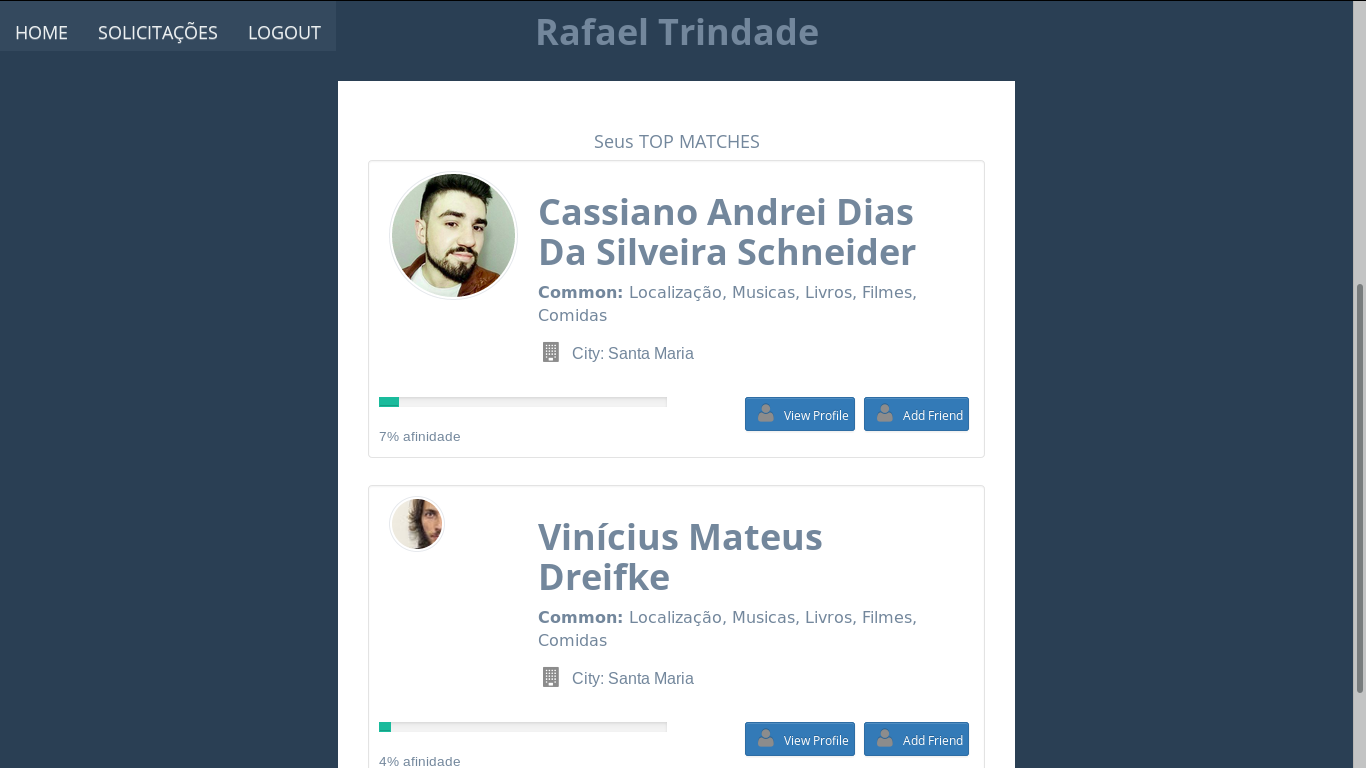 HOME SOLICITAÇÕES LOGOUT Rafael Trindade
Seus TOP MATCHES
Cassiano Andrei Dias
Da Silveira Schneider
Common: Localização, Musicas, Livros, Filmes,
Comidas
City: Santa Maria
View Profile Add Friend
7% afinidade
Vinícius Mateus
Dreifke
Common: Localização, Musicas, Livros, Filmes,
Comidas
City: Santa Maria
View Profile Add Friend
4% afinidade